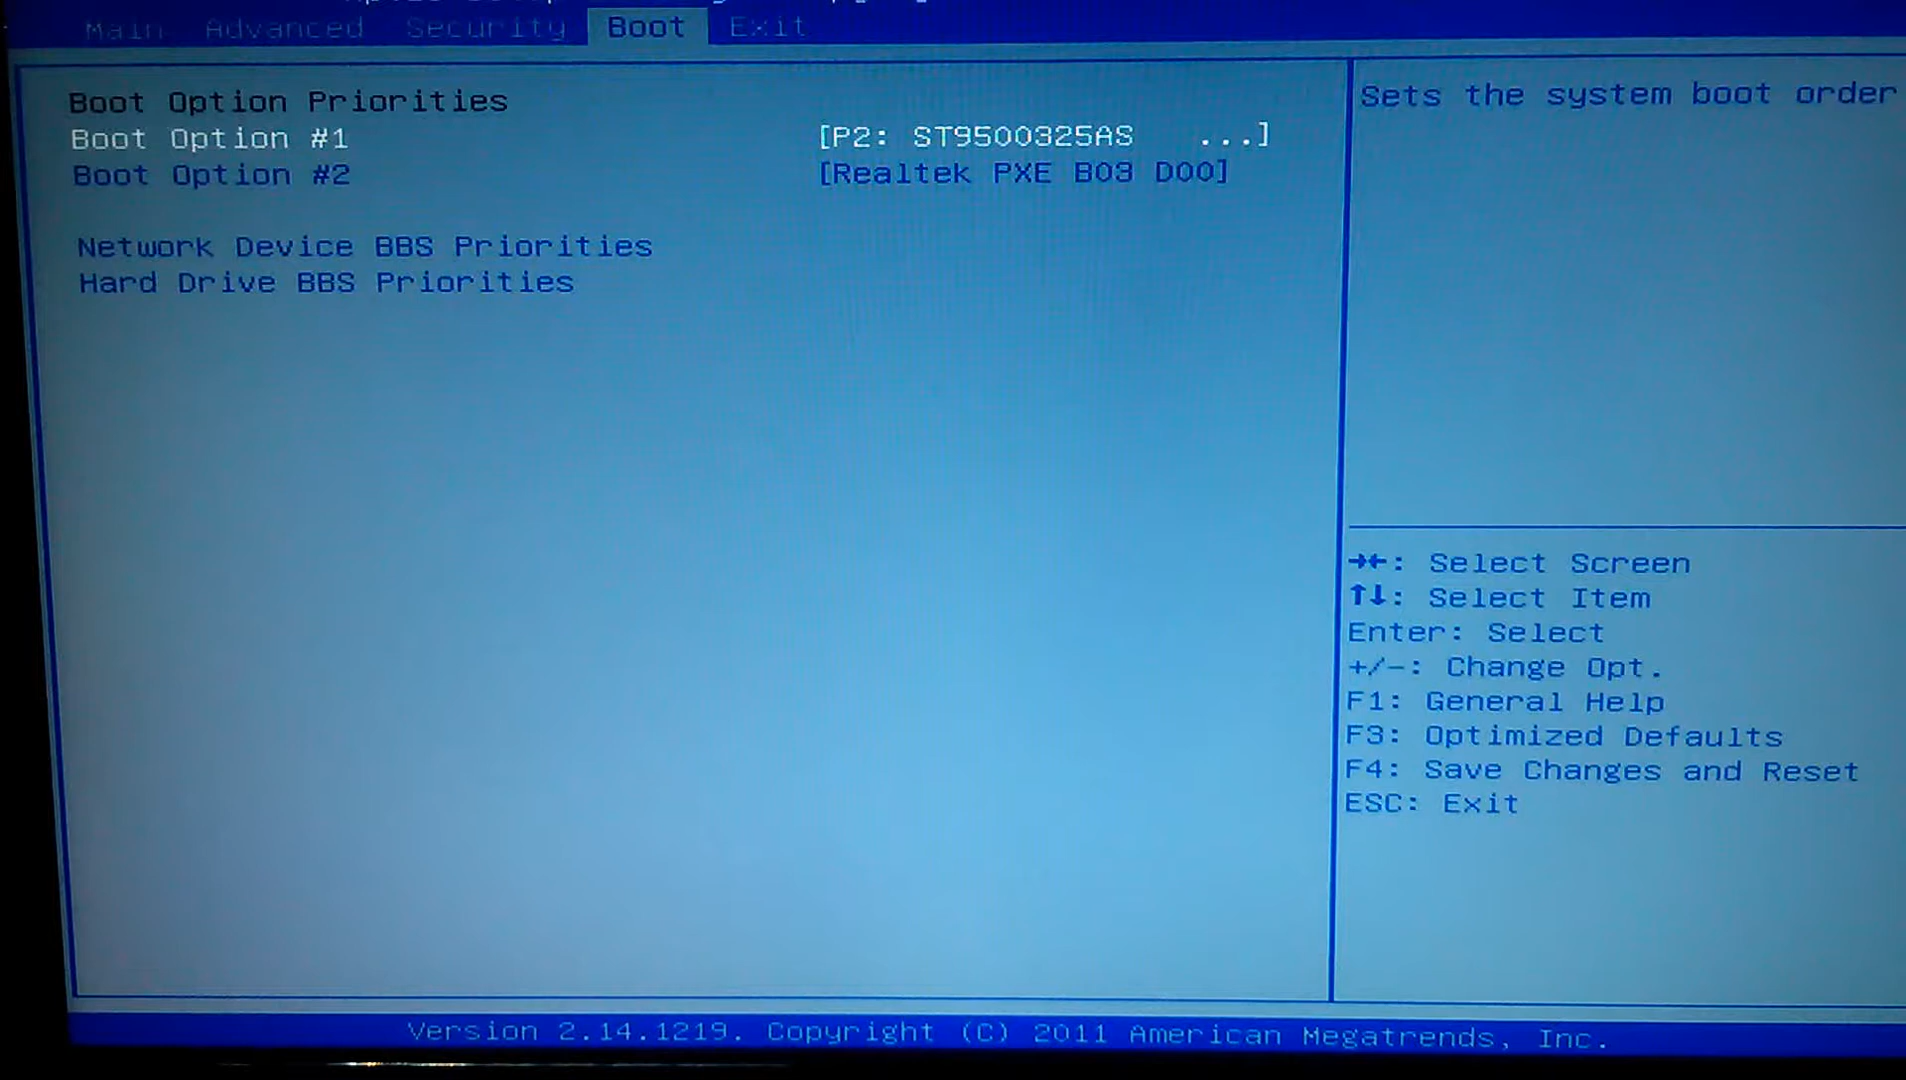 Main Advanced Security Boot Exit
Boot Option Priorities
Boot Option #1 [P2: ST9500325AS ...]
Boot Option #2 [Realtek PXE B03 D00]
Network Device BBS Priorities
Hard Drive BBS Priorities
Sets the system boot order
→←: Select Screen
↑↓: Select Item
Enter: Select
+/-: Change Opt.
F1: General Help
F3: Optimized Defaults
F4: Save Changes and Reset
ESC: Exit
Version 2.14.1219. Copyright (C) 2011 American Megatrends, Inc.